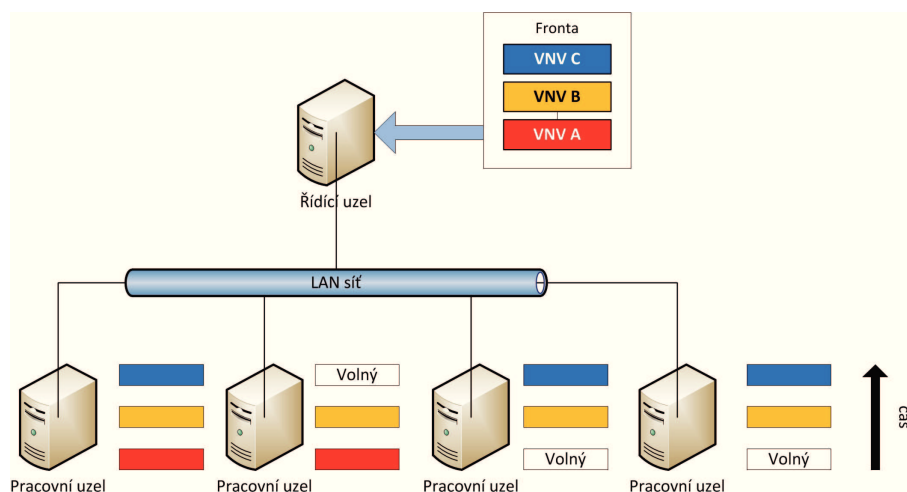 Fronta
VNV C
VNV B
VNV A
Řídící uzel
LAN síť
Volný
Volný
Volný
čas
Pracovní uzel
Pracovní uzel
Pracovní uzel
Pracovní uzel